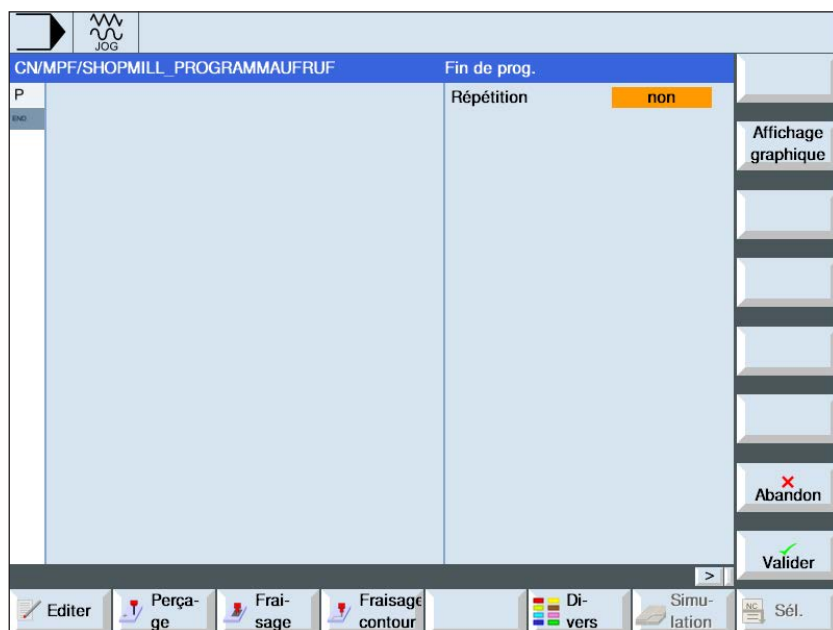 JOG
CN/MPF/SHOPMILL_PROGRAMMAUFRUF
Fin de prog.
P
END
Répétition
non
Affichage
graphique
Abandon
Valider
>
Editer
Perça-
ge
Frai-
sage
Fraisage
contour
Di-
vers
Simu-
lation
NC
Sél.